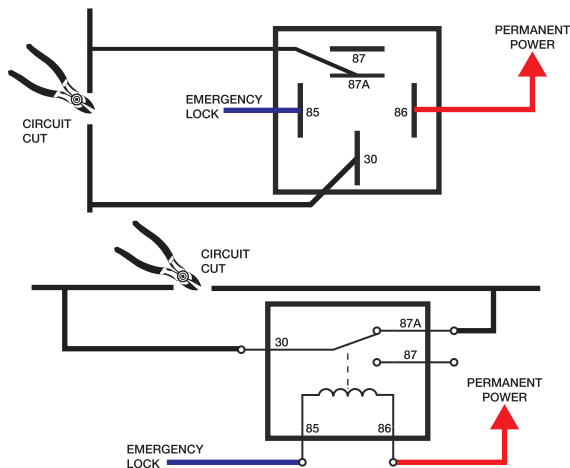 PERMANENT
POWER
87
87A
EMERGENCY
LOCK
85
86
CIRCUIT
CUT
30
CIRCUIT
CUT
87A
30
87
PERMANENT
POWER
85
86
EMERGENCY
LOCK